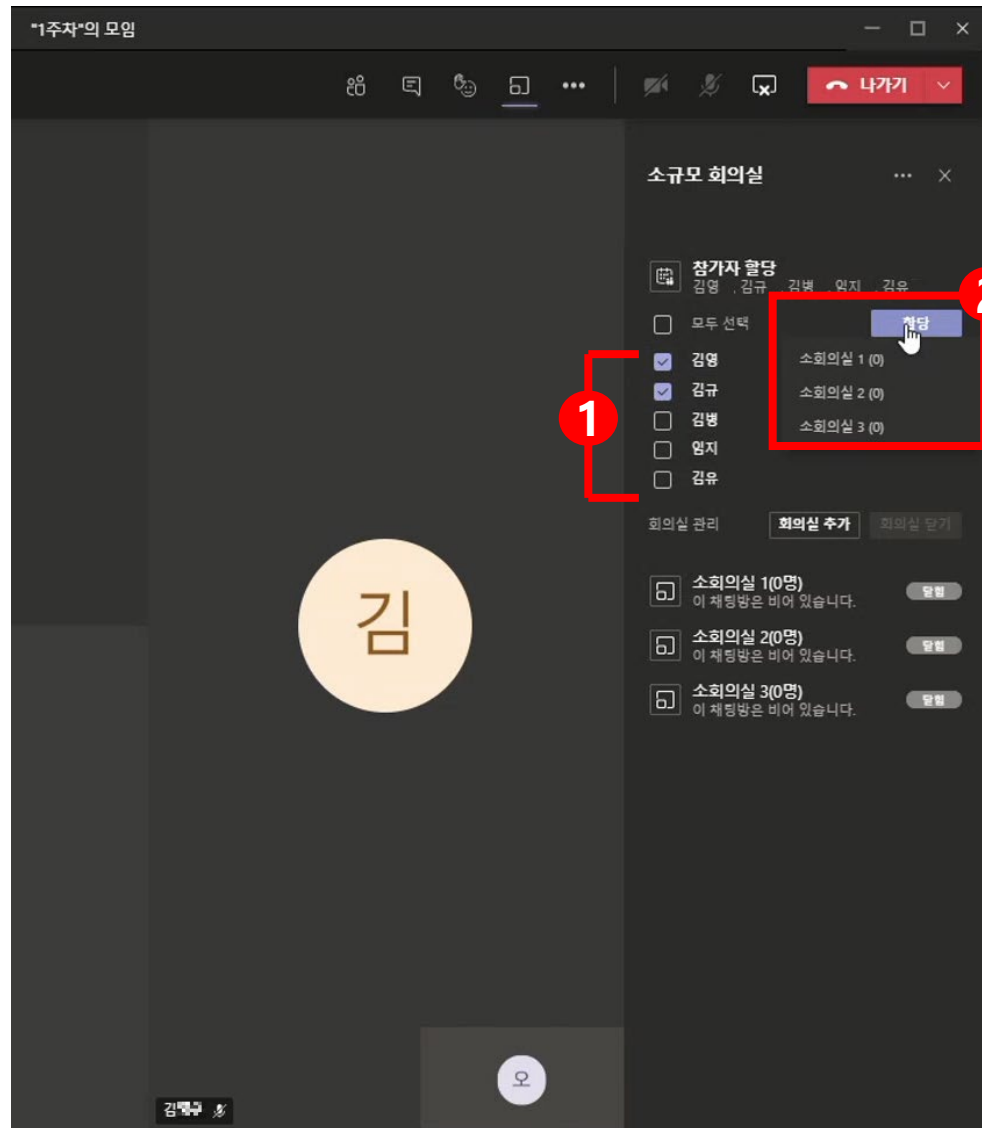 "1주차"의 모임
나가기
소규모 회의실
참가자 할당
김영 , 김규 , 김병 , 임지 , 김유
모두 선택
할당
2
김영
소회의실 1 (0)
김규
소회의실 2 (0)
1
김병
소회의실 3 (0)
임지
김유
회의실 관리 회의실 추가 회의실 닫기
소회의실 1(0명)
이 채팅방은 비어 있습니다.
닫힘
소회의실 2(0명)
이 채팅방은 비어 있습니다.
닫힘
소회의실 3(0명)
이 채팅방은 비어 있습니다.
닫힘
김
오
김